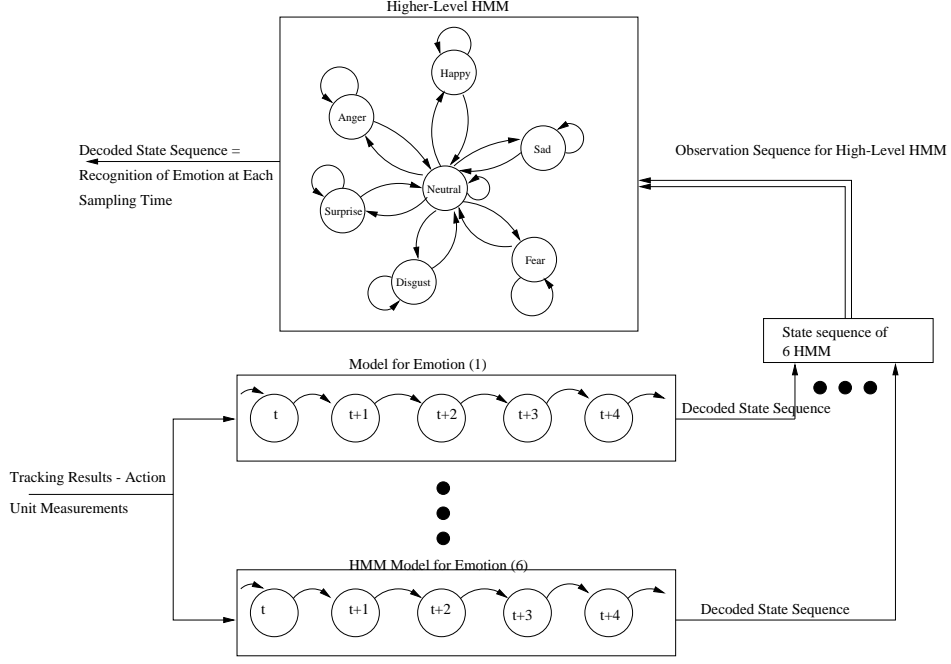 Higher-Level HMM
Happy
Anger
Sad
Neutral
Surprise
Fear
Disgust
Decoded State Sequence =
Recognition of Emotion at Each
Sampling Time
Observation Sequence for High-Level HMM
State sequence of
6 HMM
Model for Emotion (1)
t t+1 t+2 t+3 t+4
Decoded State Sequence
Tracking Results - Action
Unit Measurements
HMM Model for Emotion (6)
t t+1 t+2 t+3 t+4
Decoded State Sequence